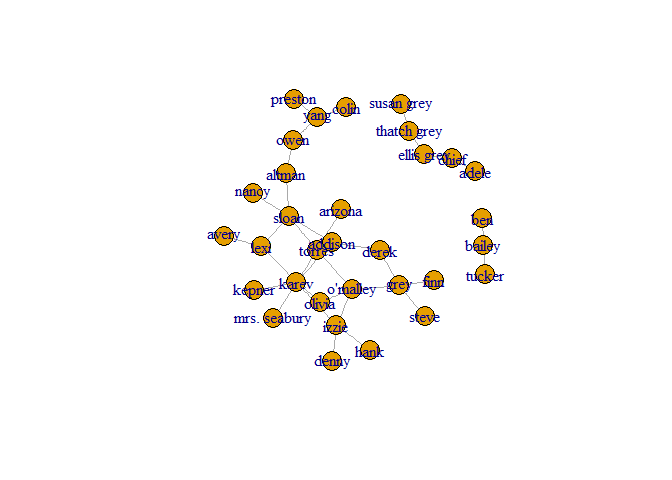 preston
colin
susan grey
yang
thatch grey
owen
ellis grey
chief
altman
adele
nancy
arizona
sloan
ben
avery
lexi
torres
addison
derek
bailey
kepner
karev
o'malley
grey
finn
tucker
olivia
mrs. seabury
izzie
steve
denny
hank